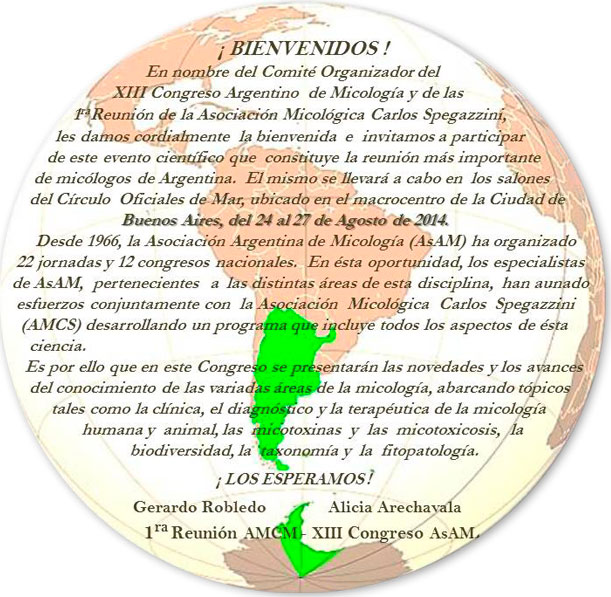 ¡ BIENVENIDOS !
En nombre del Comité Organizador del
XIII Congreso Argentino de Micología y de las
1ra Reunión de la Asociación Micológica Carlos Spegazzini,
les damos cordialmente la bienvenida e invitamos a participar
de este evento científico que constituye la reunión más importante
de micólogos de Argentina. El mismo se llevará a cabo en los salones
del Círculo Oficiales de Mar, ubicado en el macrocentro de la Ciudad de
Buenos Aires, del 24 al 27 de Agosto de 2014.
Desde 1966, la Asociación Argentina de Micología (AsAM) ha organizado
22 jornadas y 12 congresos nacionales. En ésta oportunidad, los especialistas
de AsAM, pertenecientes a las distintas áreas de esta disciplina, han aunado
esfuerzos conjuntamente con la Asociación Micológica Carlos Spegazzini
(AMCS) desarrollando un programa que incluye todos los aspectos de ésta
ciencia.
Es por ello que en este Congreso se presentarán las novedades y los avances
del conocimiento de las variadas áreas de la micología, abarcando tópicos
tales como la clínica, el diagnóstico y la terapéutica de la micología
humana y animal, las micotoxinas y las micotoxicosis, la
biodiversidad, la taxonomía y la fitopatología.
¡ LOS ESPERAMOS !
Gerardo Robledo Alicia Arechavala
1ra Reunión AMCM - XIII Congreso AsAM.